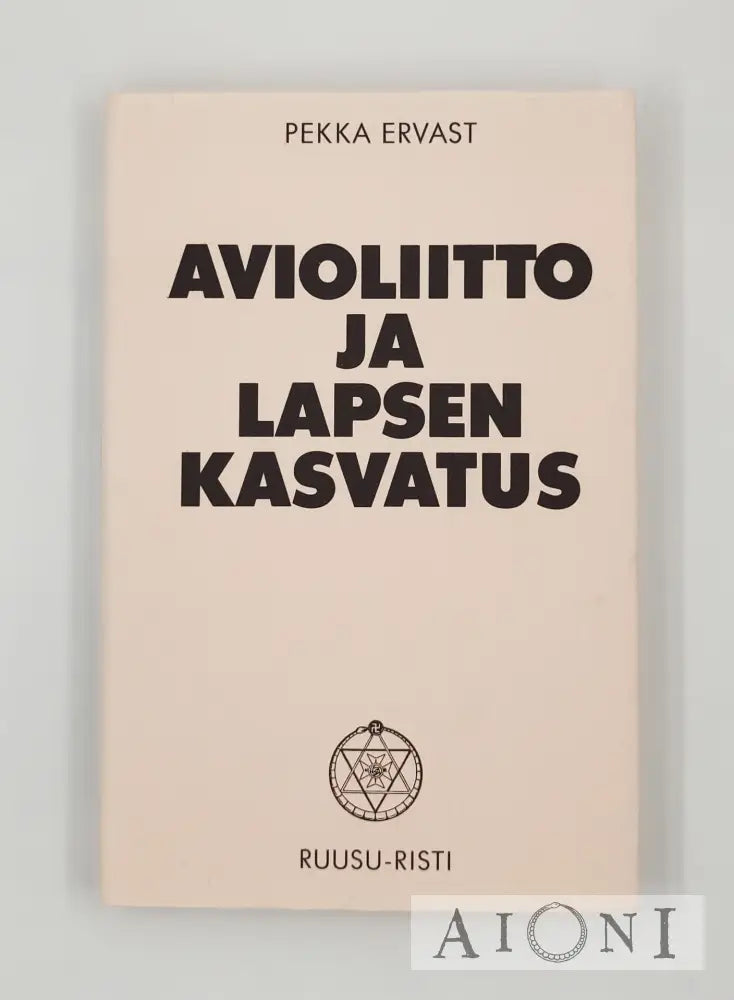 PEKKA ERVAST
AVIOLIITTO
JA
LAPSEN
KASVATUS
RUUSU-RISTI
AIONI